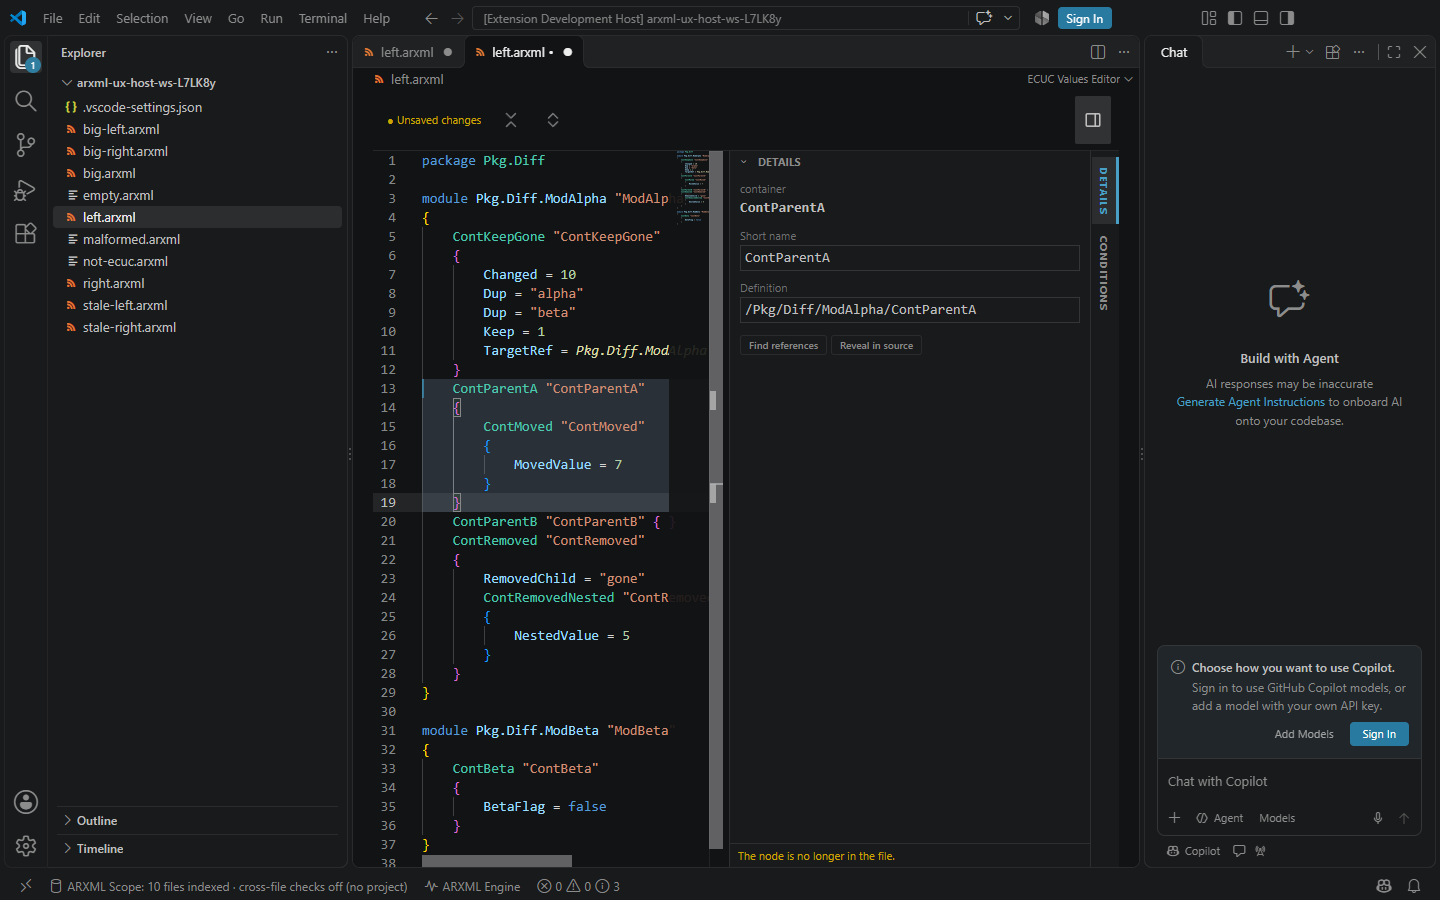 File Edit Selection View Go Run Terminal Help
[Extension Development Host] arxml-ux-host-ws-L7LK8y
Sign In
Explorer
arxml-ux-host-ws-L7LK8y
{} .vscode-settings.json
big-left.arxml
big-right.arxml
big.arxml
empty.arxml
left.arxml
malformed.arxml
not-ecuc.arxml
right.arxml
stale-left.arxml
stale-right.arxml
Outline
Timeline
1
left.arxml
left.arxml •
left.arxml
ECUC Values Editor
Unsaved changes
1 package Pkg.Diff
2
3 module Pkg.Diff.ModAlpha "ModAlp
4 {
5 ContKeepGone "ContKeepGone"
6 {
7 Changed = 10
8 Dup = "alpha"
9 Dup = "beta"
10 Keep = 1
11 TargetRef = Pkg.Diff.ModAlpha
12 }
13 ContParentA "ContParentA"
14 {
15 ContMoved "ContMoved"
16 {
17 MovedValue = 7
18 }
19 }
20 ContParentB "ContParentB" { }
21 ContRemoved "ContRemoved"
22 {
23 RemovedChild = "gone"
24 ContRemovedNested "ContRemoved
25 {
26 NestedValue = 5
27 }
28 }
29 }
30
31 module Pkg.Diff.ModBeta "ModBeta"
32 {
33 ContBeta "ContBeta"
34 {
35 BetaFlag = false
36 }
37 }
38
DETAILS
container
ContParentA
Short name
ContParentA
Definition
/Pkg/Diff/ModAlpha/ContParentA
Find references
Reveal in source
The node is no longer in the file.
DETAILS
CONDITIONS
Chat
Build with Agent
AI responses may be inaccurate
Generate Agent Instructions to onboard AI
onto your codebase.
Choose how you want to use Copilot.
Sign in to use GitHub Copilot models, or
add a model with your own API key.
Add Models
Sign In
Chat with Copilot
Agent
Models
Copilot
ARXML Scope: 10 files indexed · cross-file checks off (no project)
ARXML Engine
0 0 3